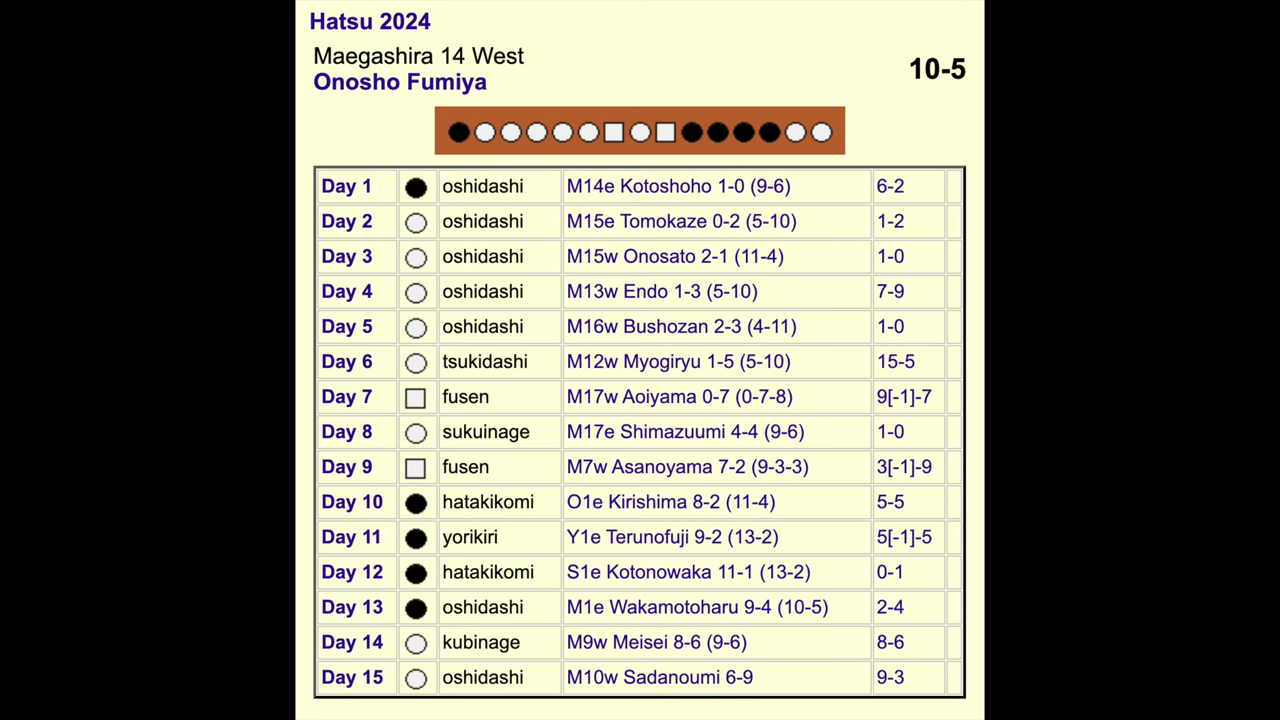 Hatsu 2024
Maegashira 14 West
Onosho Fumiya
10-5
Day 1 oshidashi M14e Kotoshoho 1-0 (9-6) 6-2
Day 2 oshidashi M15e Tomokaze 0-2 (5-10) 1-2
Day 3 oshidashi M15w Onosato 2-1 (11-4) 1-0
Day 4 oshidashi M13w Endo 1-3 (5-10) 7-9
Day 5 oshidashi M16w Bushozan 2-3 (4-11) 1-0
Day 6 tsukidashi M12w Myogiryu 1-5 (5-10) 15-5
Day 7 fusen M17w Aoiyama 0-7 (0-7-8) 9[-1]-7
Day 8 sukuinage M17e Shimazuumi 4-4 (9-6) 1-0
Day 9 fusen M7w Asanoyama 7-2 (9-3-3) 3[-1]-9
Day 10 hatakikomi O1e Kirishima 8-2 (11-4) 5-5
Day 11 yorikiri Y1e Terunofuji 9-2 (13-2) 5[-1]-5
Day 12 hatakikomi S1e Kotonowaka 11-1 (13-2) 0-1
Day 13 oshidashi M1e Wakamotoharu 9-4 (10-5) 2-4
Day 14 kubinage M9w Meisei 8-6 (9-6) 8-6
Day 15 oshidashi M10w Sadanoumi 6-9 9-3